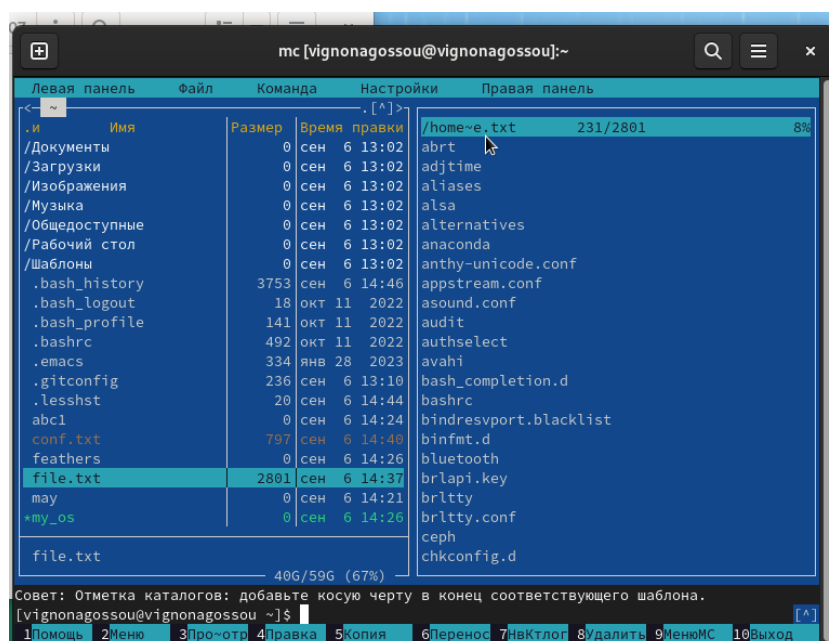 mc [vignonagossou@vignonagossou]:~
Левая панель Файл Команда Настройки Правая панель
<— ~ .[^]>
.и Имя Размер Время правки /home~e.txt 231/2801 8%
/Документы 0 сен 6 13:02 abrt
/Загрузки 0 сен 6 13:02 adjtime
/Изображения 0 сен 6 13:02 aliases
/Музыка 0 сен 6 13:02 alsa
/Общедоступные 0 сен 6 13:02 alternatives
/Рабочий стол 0 сен 6 13:02 anaconda
/Шаблоны 0 сен 6 13:02 anthy-unicode.conf
.bash_history 3753 сен 6 14:46 appstream.conf
.bash_logout 18 окт 11 2022 asound.conf
.bash_profile 141 окт 11 2022 audit
.bashrc 492 окт 11 2022 authselect
.emacs 334 янв 28 2023 avahi
.gitconfig 236 сен 6 13:10 bash_completion.d
.lesshst 20 сен 6 14:44 bashrc
abc1 0 сен 6 14:24 bindresvport.blacklist
conf.txt 797 сен 6 14:40 binfmt.d
feathers 0 сен 6 14:26 bluetooth
file.txt 2801 сен 6 14:37 brlapi.key
may 0 сен 6 14:21 brltty
*my_os 0 сен 6 14:26 brltty.conf
ceph
file.txt chkconfig.d
40G/59G (67%)
Совет: Отметка каталогов: добавьте косую черту в конец соответствующего шаблона.
[vignonagossou@vignonagossou ~]$ [^]
1Помощь 2Меню 3Про~отр 4Правка 5Копия 6Перенос 7НвКтлог 8Удалить 9МенюМС 10Выход